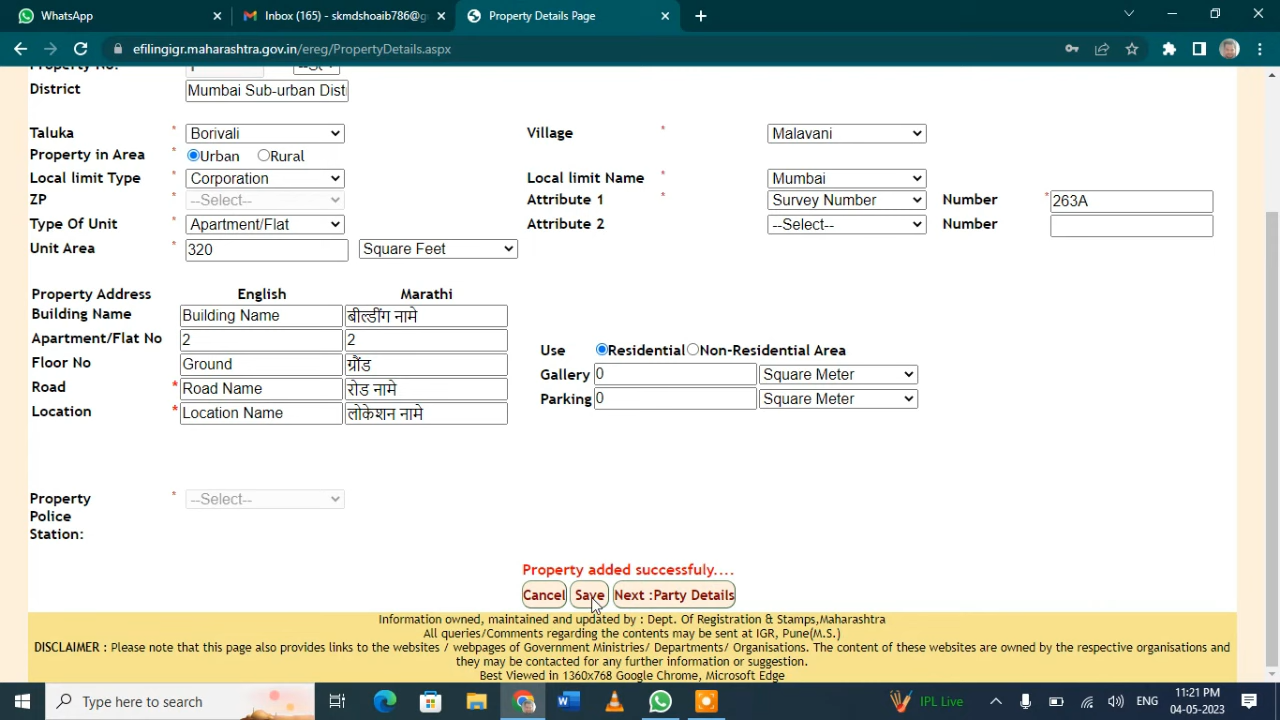 WhatsApp
Inbox (165) - skmdshoaib786@g
Property Details Page
efilingigr.maharashtra.gov.in/ereg/PropertyDetails.aspx
District Mumbai Sub-urban Distr
Taluka * Borivali Village * Malavani
Property in Area * Urban Rural
Local limit Type * Corporation Local limit Name * Mumbai
ZP * --Select-- Attribute 1 * Survey Number Number * 263A
Type Of Unit * Apartment/Flat Attribute 2 --Select-- Number
Unit Area * 320 Square Feet
Property Address English Marathi
Building Name Building Name बील्डींग नामे
Apartment/Flat No 2 2
Use Residential Non-Residential Area
Floor No Ground ग्रौंड
Gallery 0 Square Meter
Road * Road Name रोड नामे
Parking 0 Square Meter
Location * Location Name लोकेशन नामे
Property * --Select--
Police
Station:
Property added successfuly....
Cancel Save Next :Party Details
Information owned, maintained and updated by : Dept. Of Registration & Stamps,Maharashtra
All queries/Comments regarding the contents may be sent at IGR, Pune(M.S.)
DISCLAIMER : Please note that this page also provides links to the websites / webpages of Government Ministries/ Departments/ Organisations. The content of these websites are owned by the respective organisations and
they may be contacted for any further information or suggestion.
Best Viewed in 1360x768 Google Chrome, Microsoft Edge
Type here to search
IPL Live
ENG
11:21 PM
04-05-2023